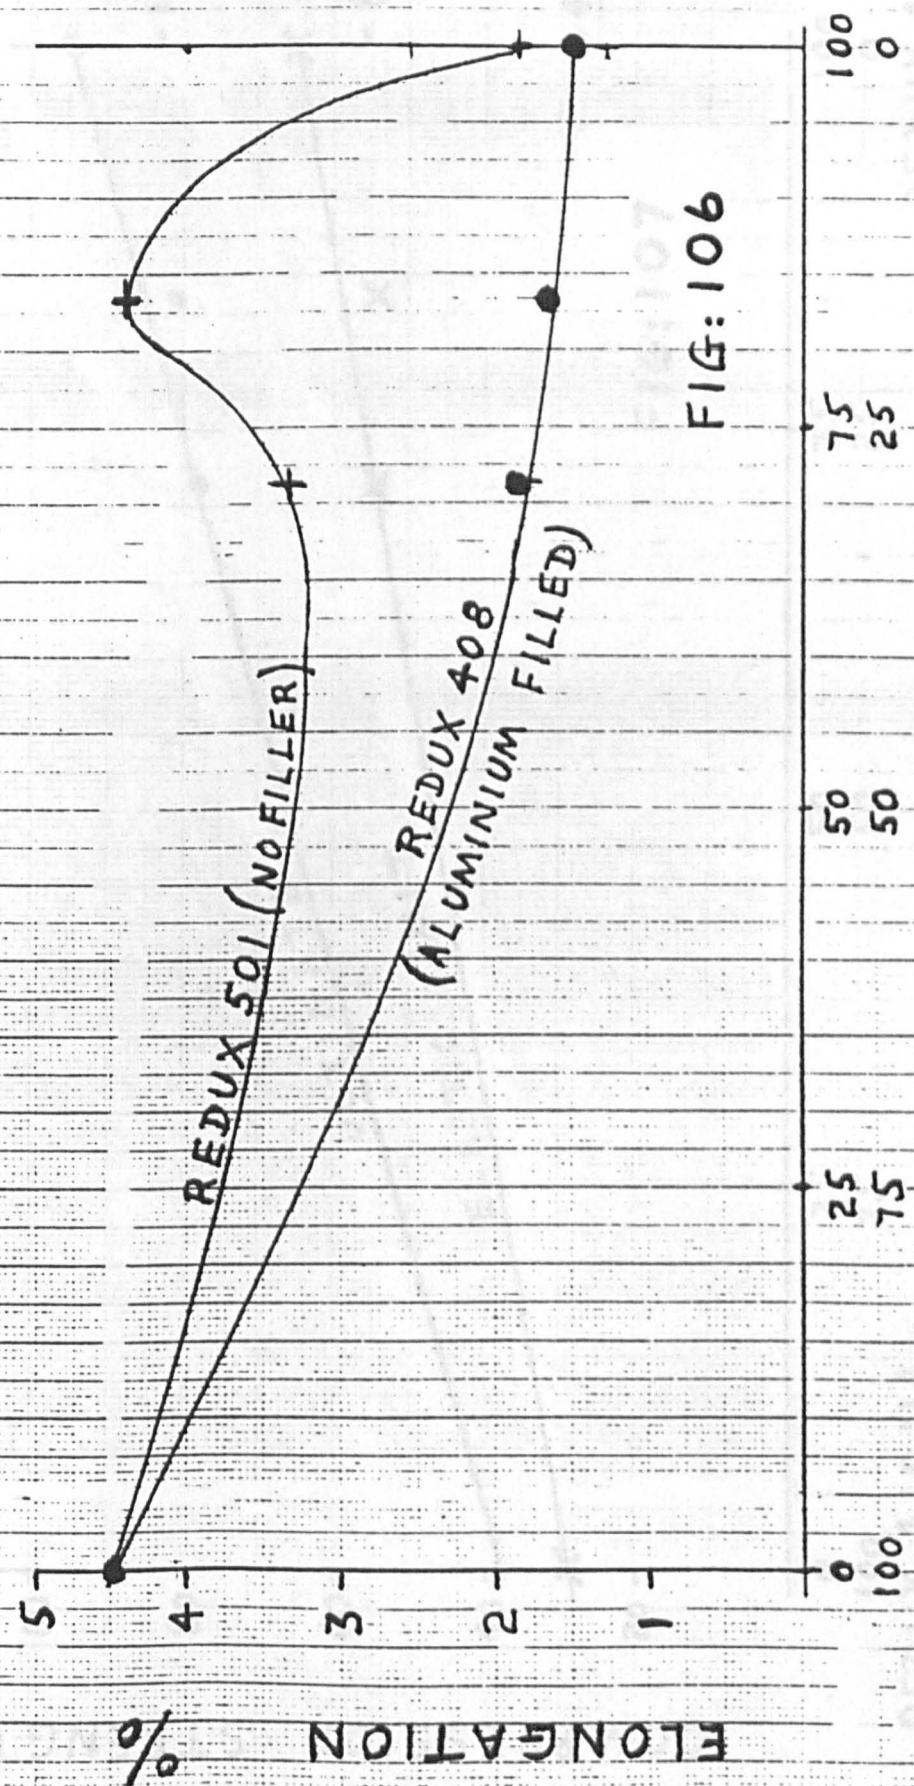 %
ELONGATION
5
4
3
2
1
REDUX 501 (NO FILLER)
REDUX 408
(ALUMINIUM FILLED)
FIG: 106
0 25 50 75 100
100 75 50 25 0